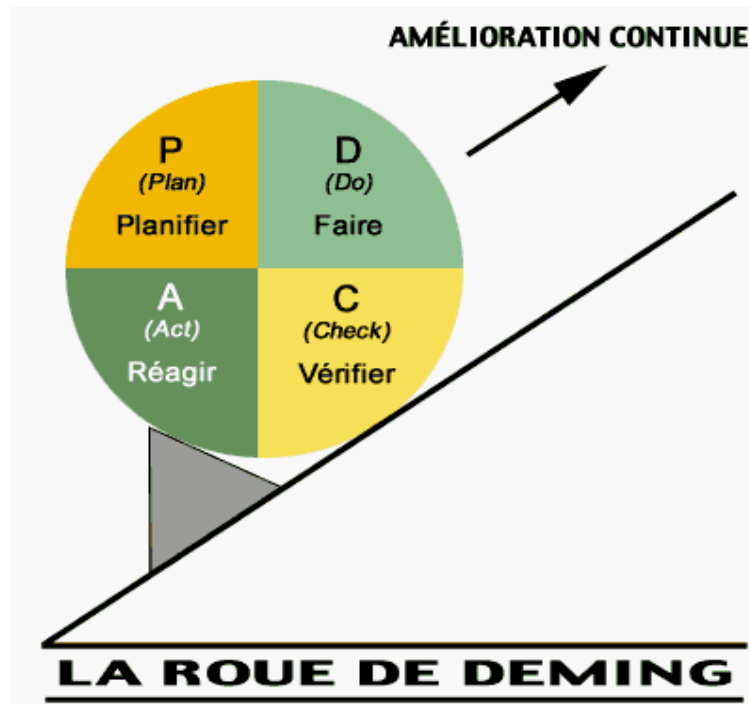 AMÉLIORATION CONTINUE
P
(Plan)
Planifier
D
(Do)
Faire
A
(Act)
Réagir
C
(Check)
Vérifier
LA ROUE DE DEMING